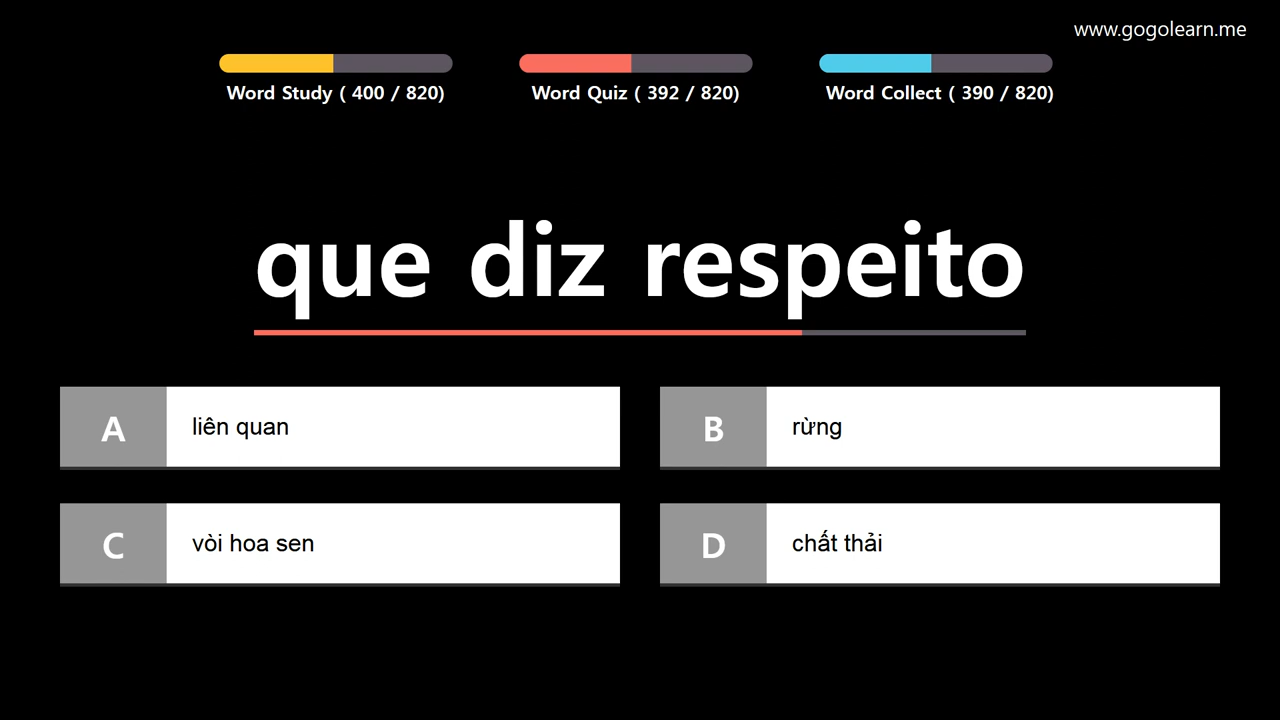 www.gogolearn.me
Word Study ( 400 / 820)
Word Quiz ( 392 / 820)
Word Collect ( 390 / 820)
que diz respeito
A
liên quan
B
rừng
C
vòi hoa sen
D
chất thải